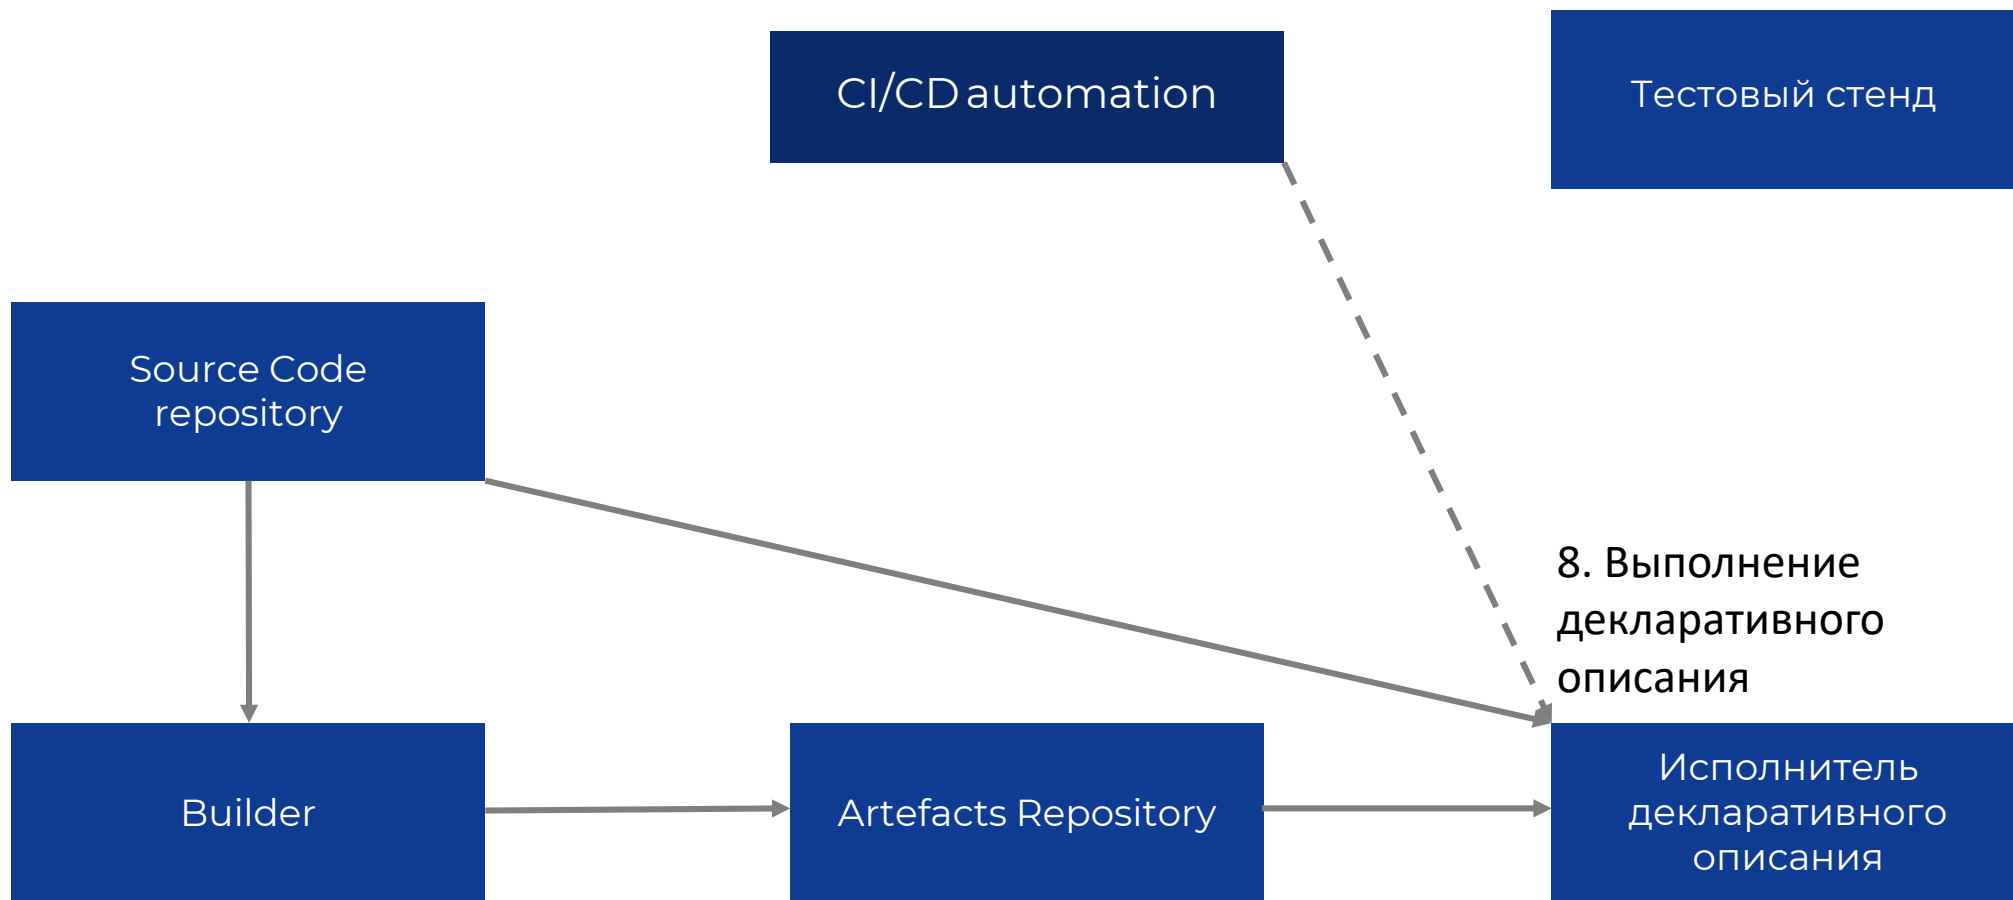 CI/CD automation
Тестовый стенд
Source Code
repository
8. Выполнение
декларативного
описания
Builder
Artefacts Repository
Исполнитель
декларативного
описания